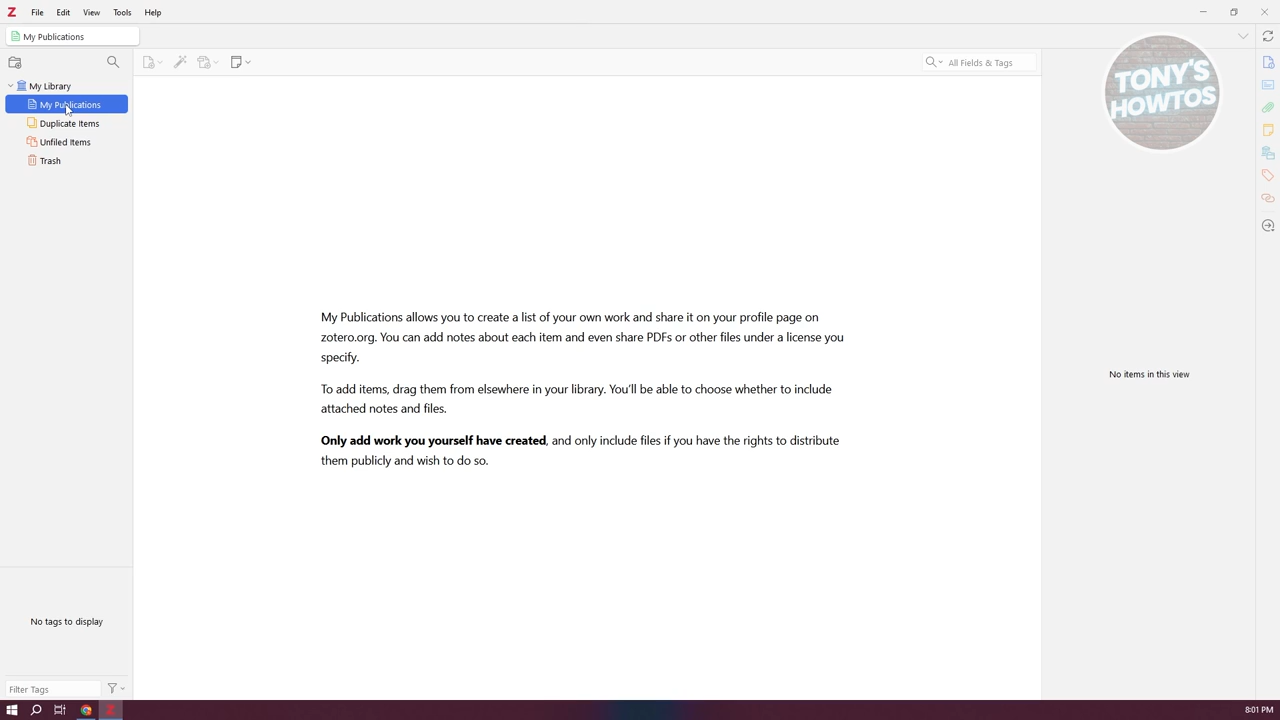 Z File Edit View Tools Help
My Publications
All Fields & Tags
TONY'S
HOWTOS
My Library
My Publications
Duplicate Items
Unfiled Items
Trash
My Publications allows you to create a list of your own work and share it on your profile page on
zotero.org. You can add notes about each item and even share PDFs or other files under a license you
specify.
To add items, drag them from elsewhere in your library. You'll be able to choose whether to include
attached notes and files.
Only add work you yourself have created, and only include files if you have the rights to distribute
them publicly and wish to do so.
No items in this view
No tags to display
Filter Tags
8:01 PM